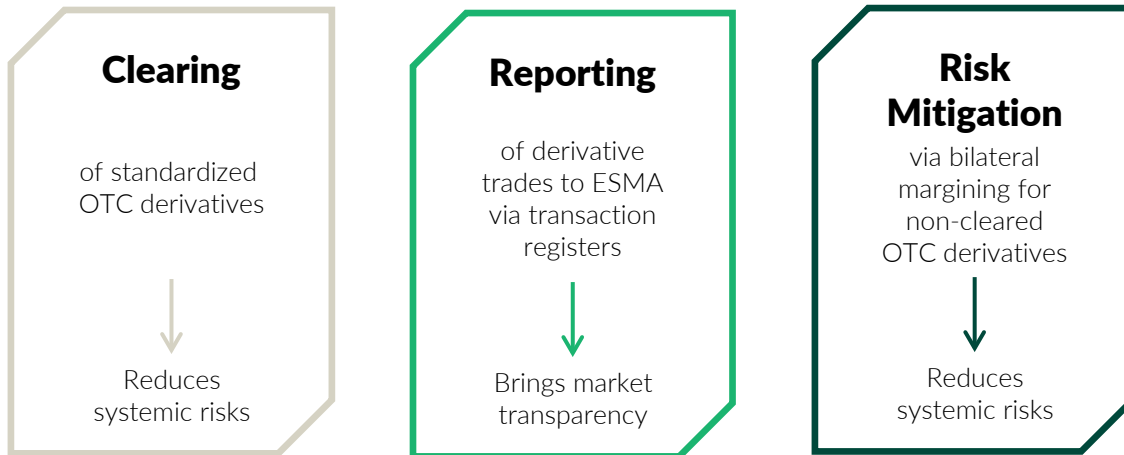 Clearing
of standardized
OTC derivatives
Reduces
systemic risks
Reporting
of derivative
trades to ESMA
via transaction
registers
Brings market
transparency
Risk
Mitigation
via bilateral
margining for
non-cleared
OTC derivatives
Reduces
systemic risks